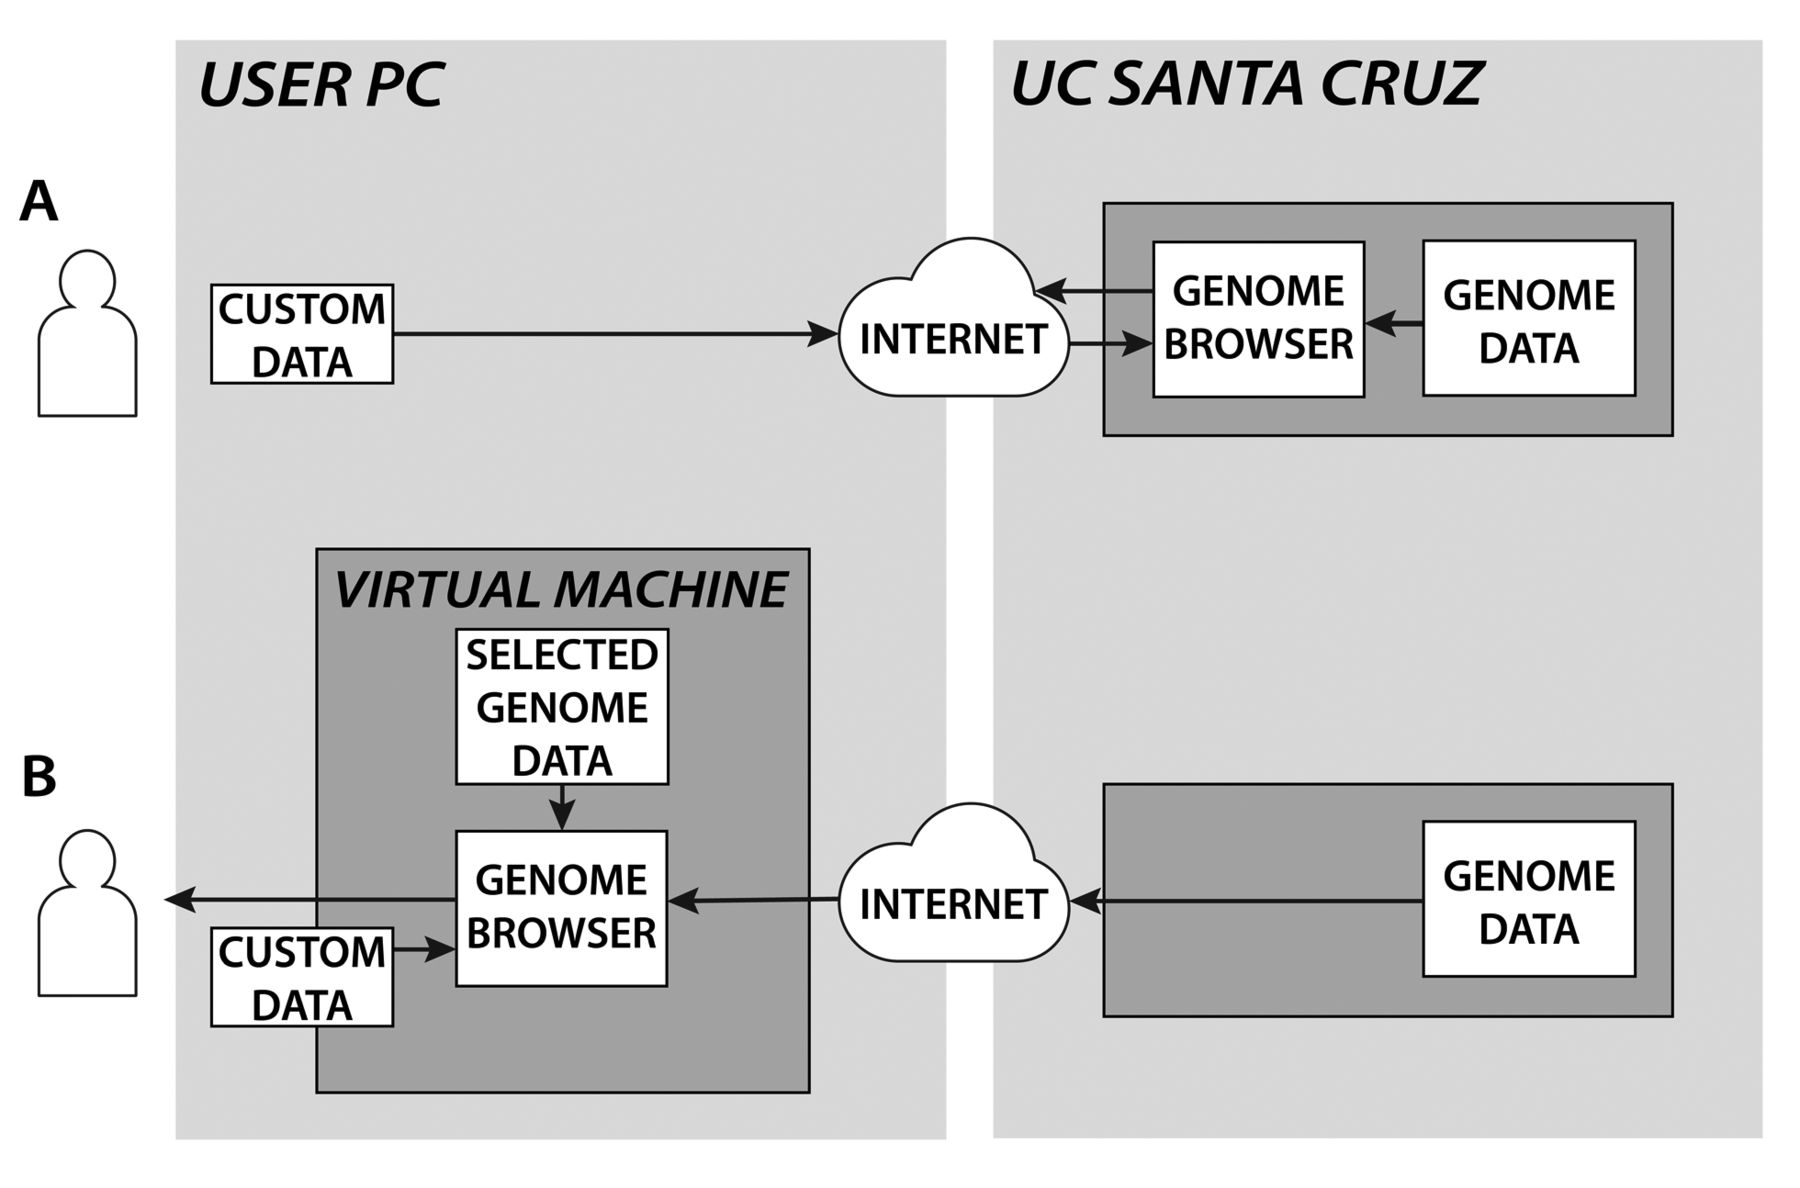 USER PC
UC SANTA CRUZ
A
CUSTOM
DATA
INTERNET
GENOME
BROWSER
GENOME
DATA
VIRTUAL MACHINE
SELECTED
GENOME
DATA
B
GENOME
BROWSER
CUSTOM
DATA
INTERNET
GENOME
DATA